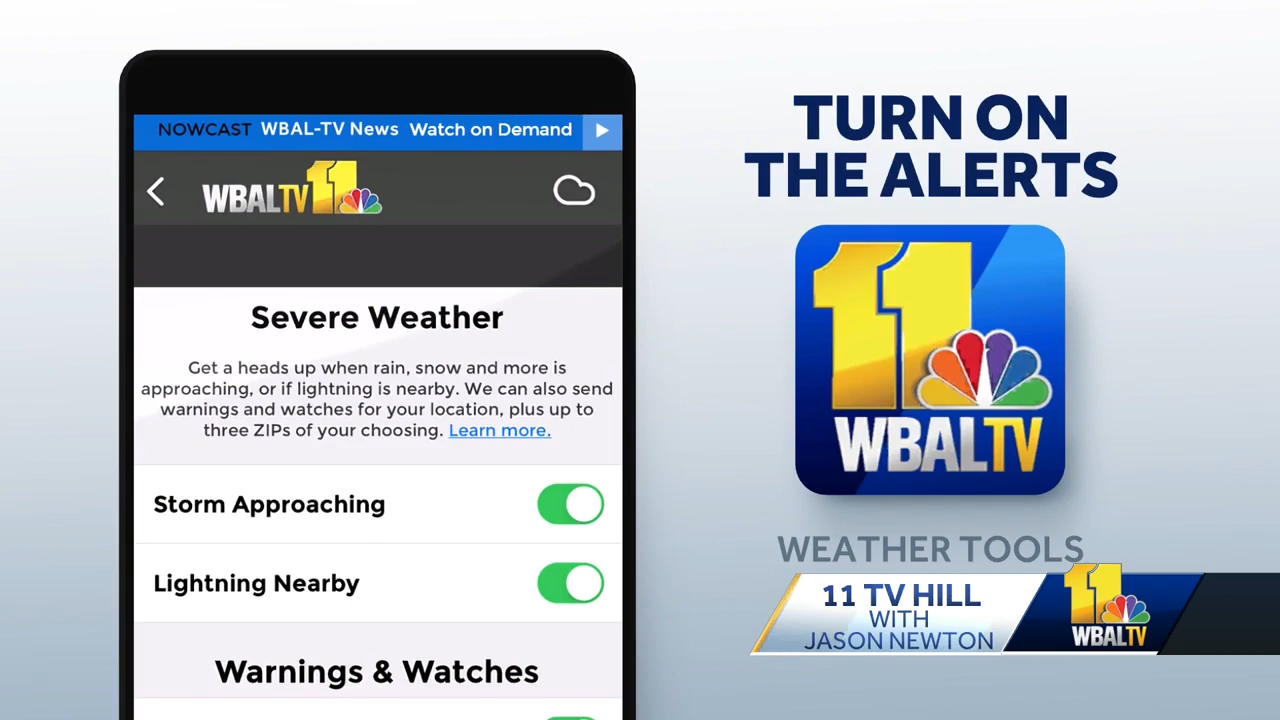 NOWCAST WBAL-TV News Watch on Demand
WBALTV 11
Severe Weather
Get a heads up when rain, snow and more is
approaching, or if lightning is nearby. We can also send
warnings and watches for your location, plus up to
three ZIPs of your choosing. Learn more.
Storm Approaching
Lightning Nearby
Warnings & Watches
TURN ON
THE ALERTS
11
WBALTV
WEATHER TOOLS
11 TV HILL
WITH
JASON NEWTON
11
WBALTV